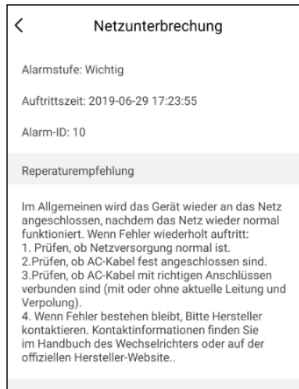 Netzunterbrechung
Alarmstufe: Wichtig
Auftrittszeit: 2019-06-29 17:23:55
Alarm-ID: 10
Reperaturempfehlung
Im Allgemeinen wird das Gerät wieder an das Netz
angeschlossen, nachdem das Netz wieder normal
funktioniert. Wenn Fehler wiederholt auftritt:
1. Prüfen, ob Netzversorgung normal ist.
2.Prüfen, ob AC-Kabel fest angeschlossen sind.
3.Prüfen, ob AC-Kabel mit richtigen Anschlüssen
verbunden sind (mit oder ohne aktuelle Leitung und
Verpolung).
4. Wenn Fehler bestehen bleibt, Bitte Hersteller
kontaktieren. Kontaktinformationen finden Sie
im Handbuch des Wechselrichters oder auf der
offiziellen Hersteller-Website..